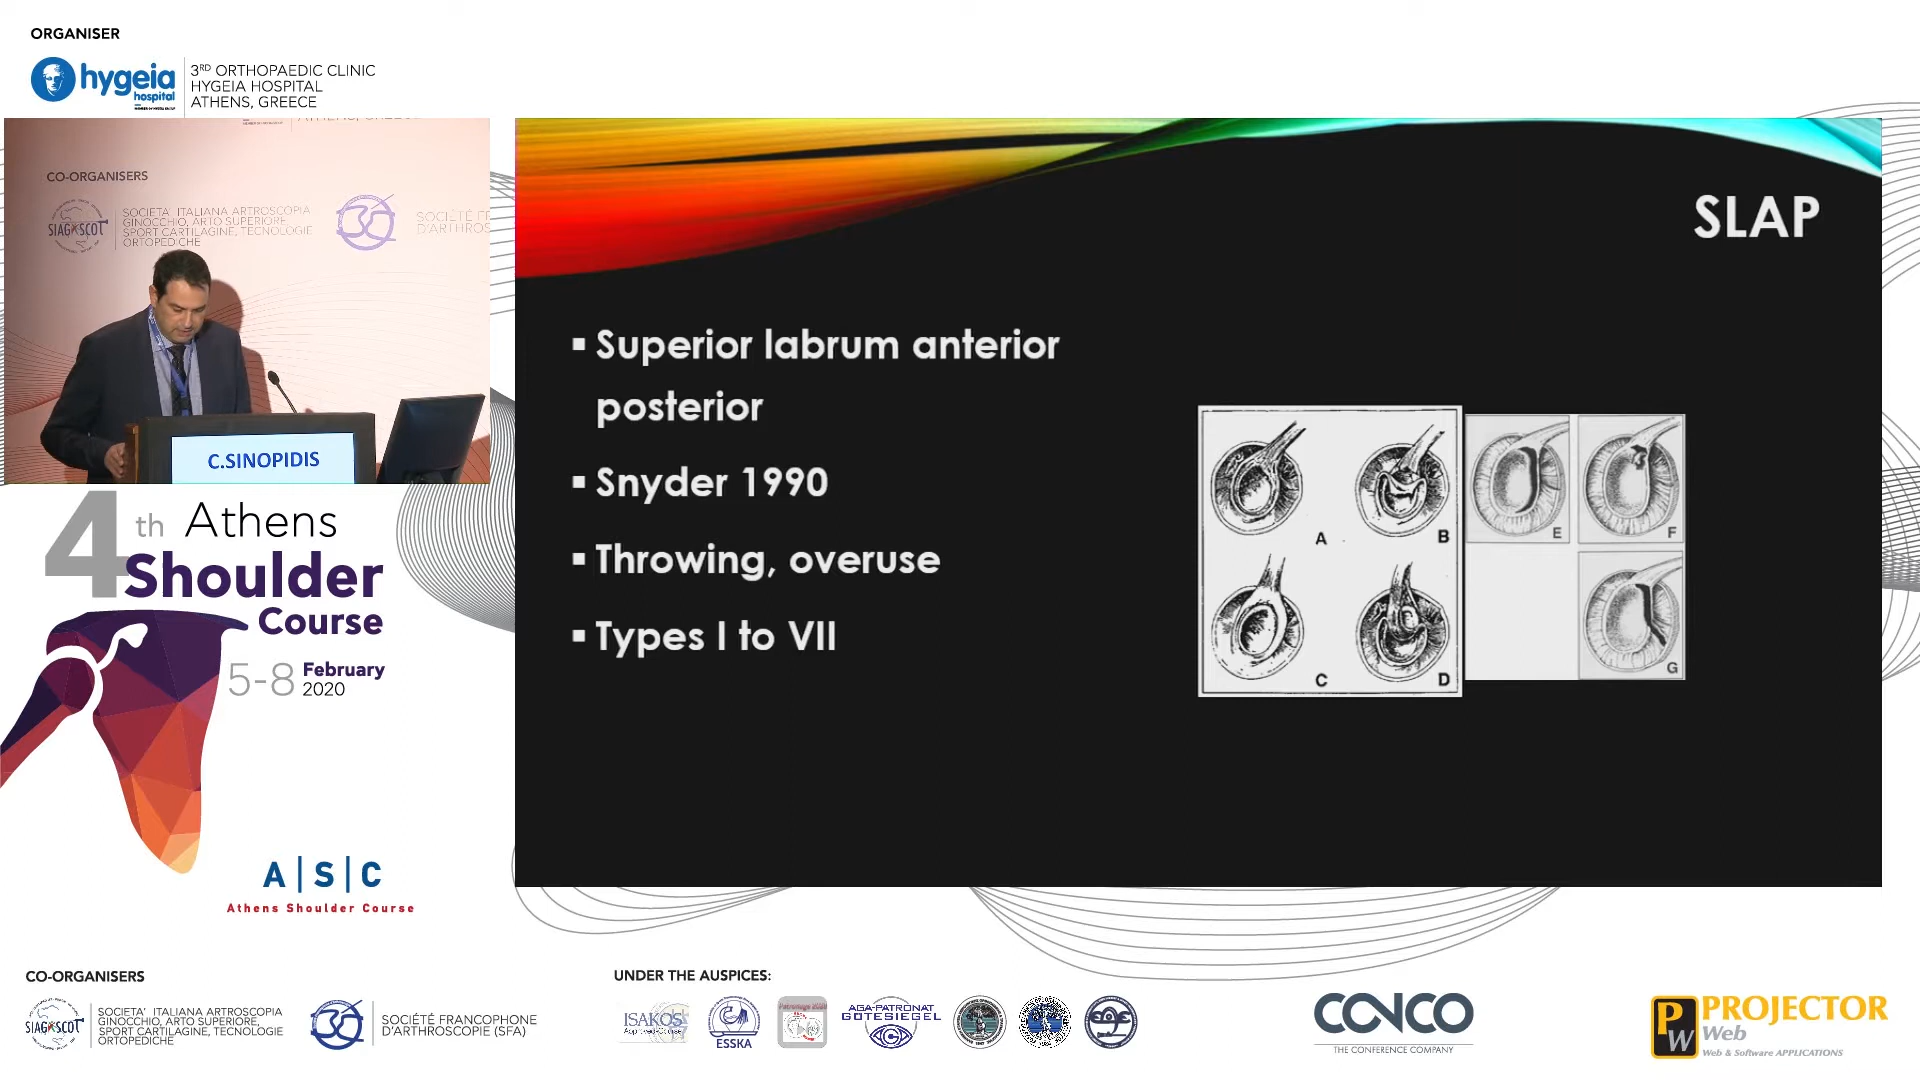 ORGANISER
hygeia
hospital
3RD ORTHOPAEDIC CLINIC
HYGEIA HOSPITAL
ATHENS, GREECE
CO-ORGANISERS
SIAGASCOT
SOCIETA' ITALIANA ARTROSCOPIA
GINOCCHIO, ARTO SUPERIORE,
SPORT CARTILAGINE, TECNOLOGIE
ORTOPEDICHE
C.SINOPIDIS
SLAP
▪ Superior labrum anterior
posterior
▪ Snyder 1990
▪ Throwing, overuse
▪ Types I to VII
A
B
C
D
E
F
G
4th Athens
Shoulder
Course
5-8 February
2020
A|S|C
Athens Shoulder Course
CO-ORGANISERS
SIAGASCOT
SOCIETA' ITALIANA ARTROSCOPIA
GINOCCHIO, ARTO SUPERIORE,
SPORT CARTILAGINE, TECNOLOGIE
ORTOPEDICHE
SOCIÉTÉ FRANCOPHONE
D'ARTHROSCOPIE (SFA)
UNDER THE AUSPICES:
ISAKOS
ESSKA
AGA-PATRONAT
GÜTESIEGEL
CONCO
THE CONFERENCE COMPANY
PW
PROJECTOR
Web
Web & Software APPLICATIONS